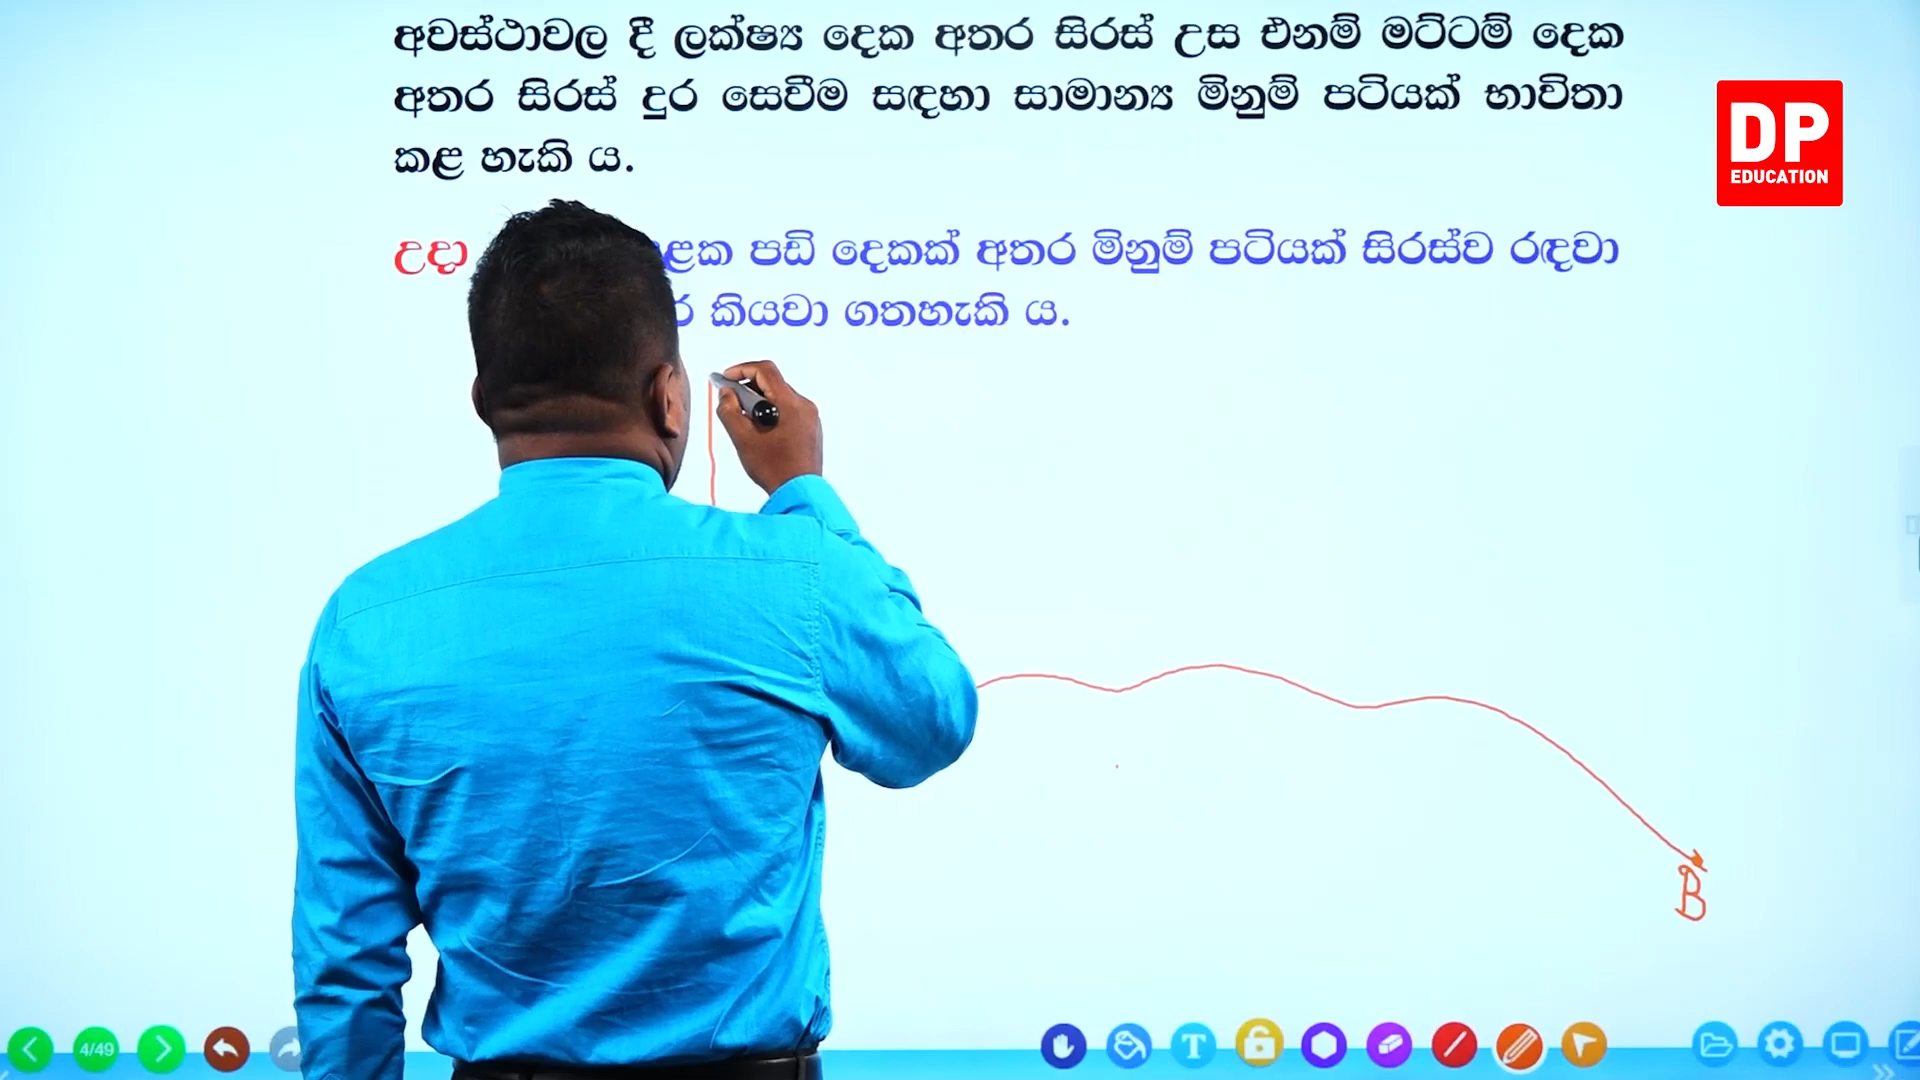 අවස්ථාවල දී ලක්ෂ්‍ය දෙක අතර සිරස් උස එනම් මට්ටම් දෙක
අතර සිරස් දුර සෙවීම සඳහා සාමාන්‍ය මිනුම් පටියක් භාවිතා
කළ හැකි ය.
DP
EDUCATION
උදා පඩි දෙකක් අතර මිනුම් පටියක් සිරස්ව රඳවා
කියවා ගතහැකි ය.
B
4/49
T